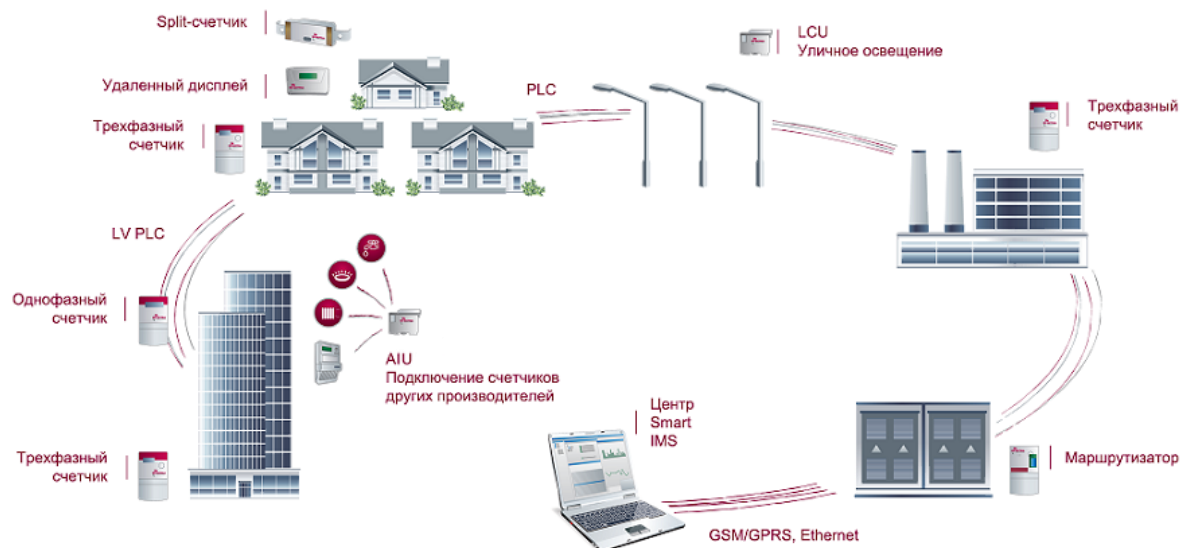 Split-счетчик
LCU
Уличное освещение
Удаленный дисплей
PLC
Трехфазный
счетчик
Трехфазный
счетчик
LV PLC
Однофазный
счетчик
AIU
Подключение счетчиков
других производителей
Центр
Smart
IMS
Трехфазный
счетчик
Маршрутизатор
GSM/GPRS, Ethernet